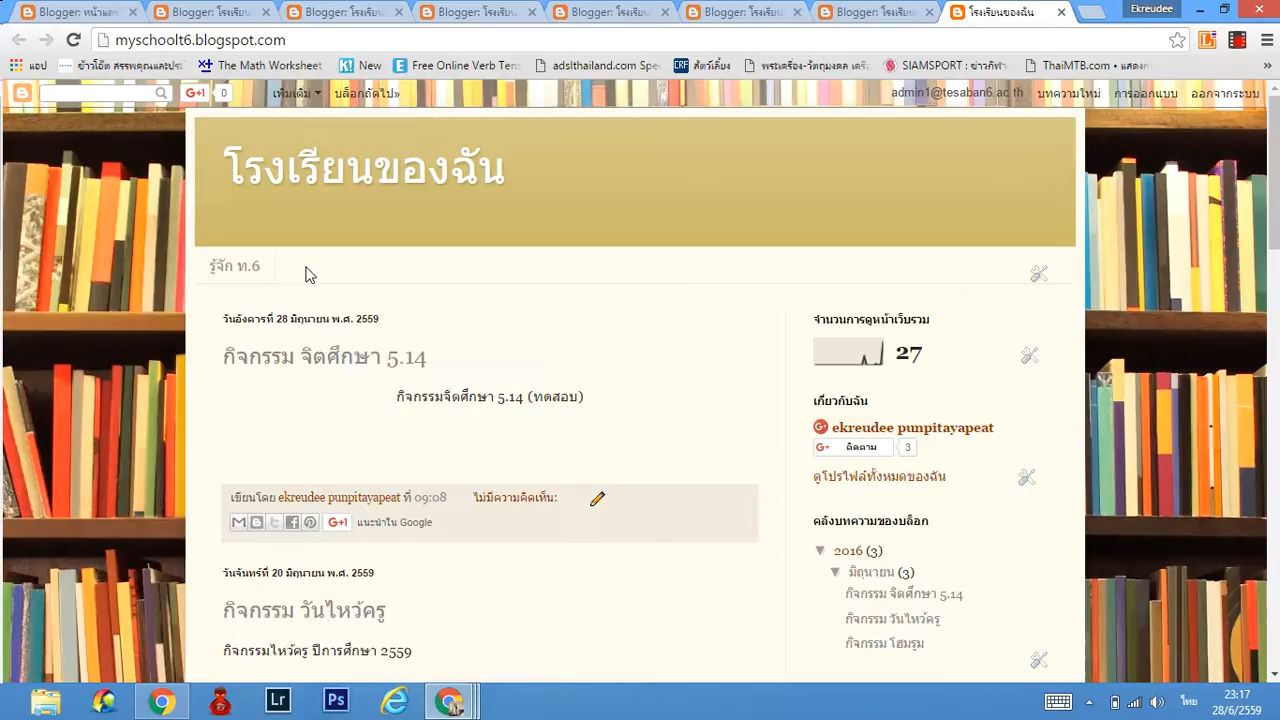 Blogger: หน้าแดะ
Blogger: โรงเรียน
Blogger: โรงเรียน
Blogger: โรงเรียน
Blogger: โรงเรีย
Blogger: โรงเรียน
Blogger: โรงเรีย
โรงเรียนของฉัน
Ekreudee
myschoolt6.blogspot.com
แอป
The Math Worksheet
New
Free Online Verb Tens
adslthailand.com Spe
สัตว์เลี้ยง
SIAMSPORT : ข่าวกีฬา
ThaiMTB.com • แสดง
G+1 0
เพิ่มเติม
บล็อกถัดไป»
admin1@tesaban6.ac.th
บทความใหม่
การออกแบบ
ออกจากระบบ
โรงเรียนของฉัน
รู้จัก ท.6
วันอังคารที่ 28 มิถุนายน พ.ศ. 2559
กิจกรรม จิตศึกษา 5.14
กิจกรรมจิตศึกษา 5.14 (ทดสอบ)
เขียนโดย ekreudee punpitayapeat ที่ 09:08 ไม่มีความคิดเห็น:
G+1 แนะนำใน Google
วันจันทร์ที่ 20 มิถุนายน พ.ศ. 2559
กิจกรรม วันไหว้ครู
กิจกรรมไหว้ครู ปีการศึกษา 2559
จำนวนการดูหน้าเว็บรวม
27
เกี่ยวกับฉัน
ekreudee punpitayapeat
G+ ติดตาม 3
ดูโปรไฟล์ทั้งหมดของฉัน
คลังบทความของบล็อก
▼ 2016 (3)
▼ มิถุนายน (3)
กิจกรรม จิตศึกษา 5.14
กิจกรรม วันไหว้ครู
กิจกรรม โฮมรูม
Lr
Ps
ไทย
23:17
28/6/2559